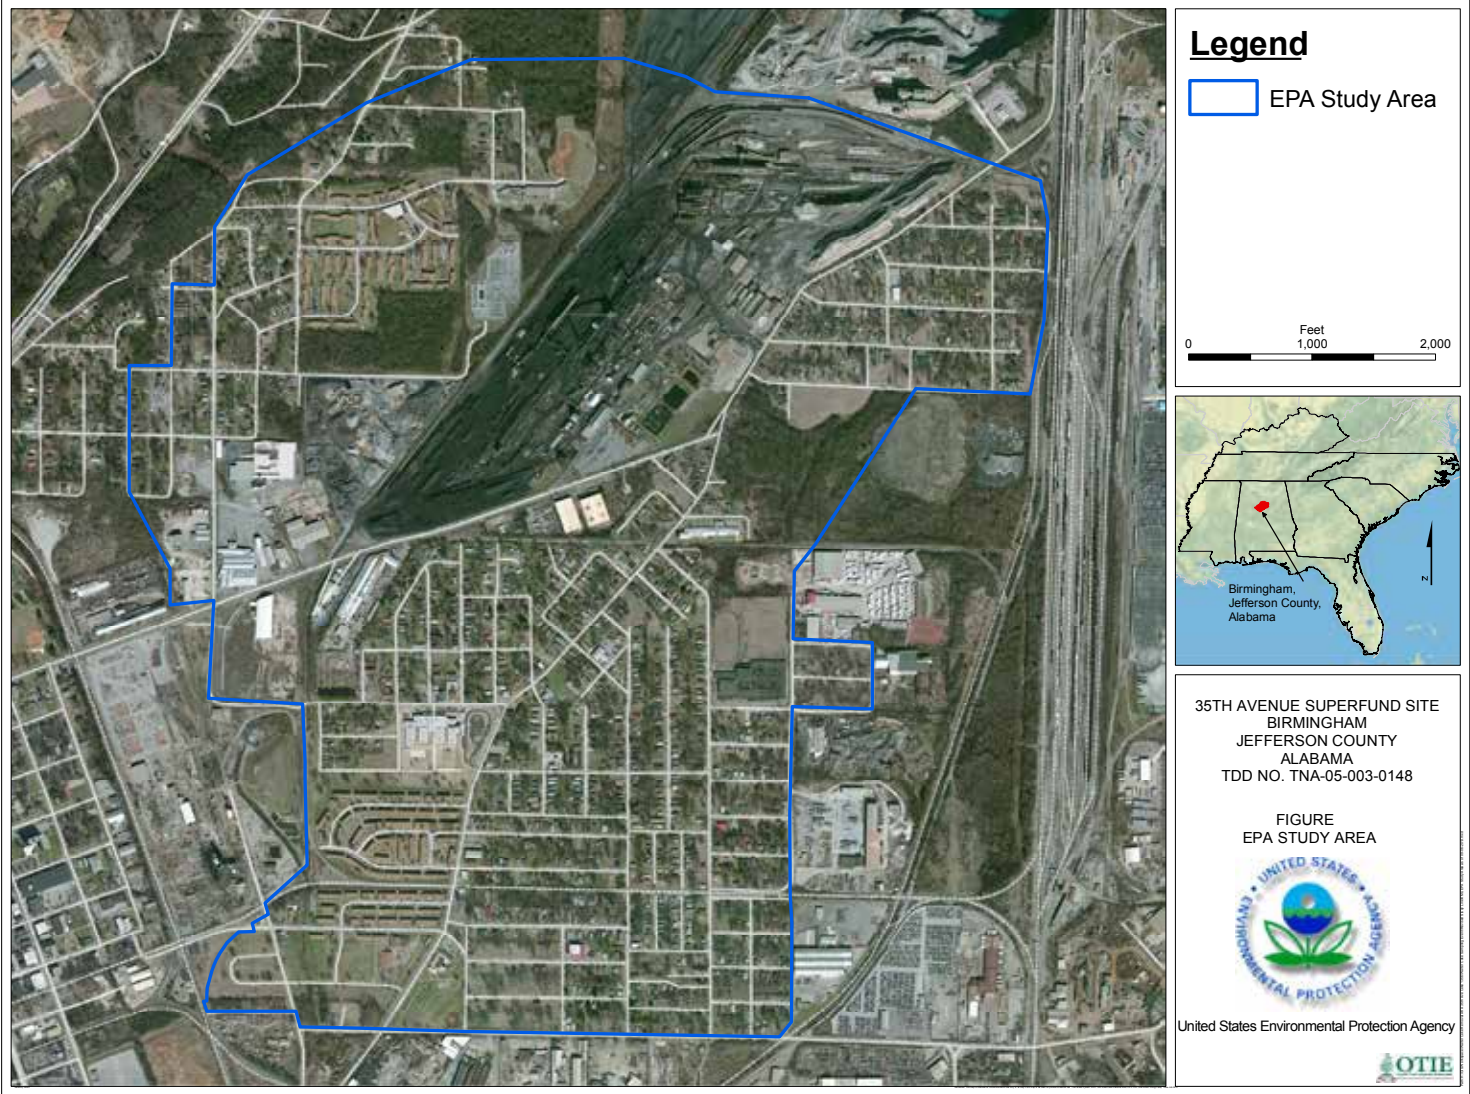 Legend
EPA Study Area
Feet
0 1,000 2,000
Birmingham,
Jefferson County,
Alabama
N
35TH AVENUE SUPERFUND SITE
BIRMINGHAM
JEFFERSON COUNTY
ALABAMA
TDD NO. TNA-05-003-0148
FIGURE
EPA STUDY AREA
UNITED STATES
ENVIRONMENTAL PROTECTION AGENCY
United States Environmental Protection Agency
OTIE